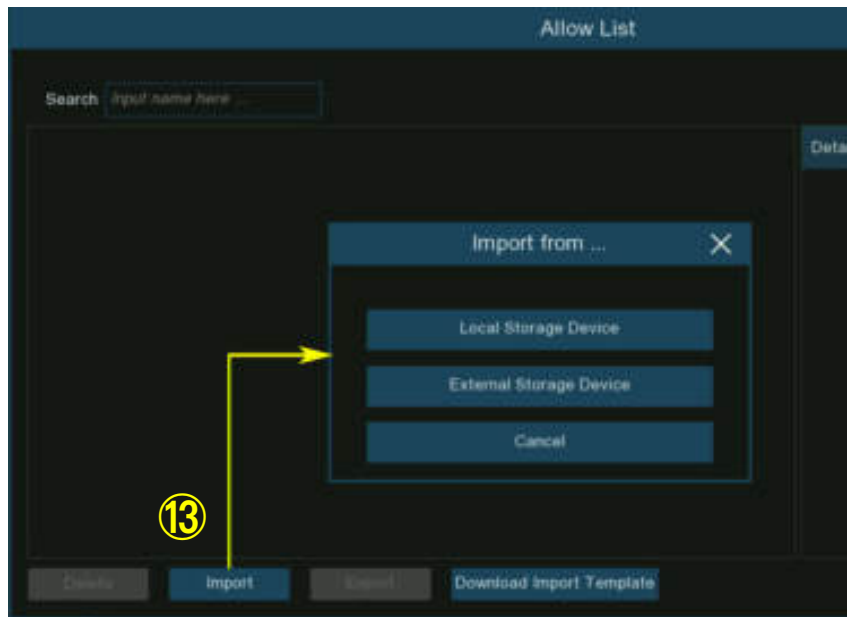 Allow List
Search Input name here ...
Deta
Import from ...
Local Storage Device
External Storage Device
Cancel
⑬
Delete Import Export Download Import Template